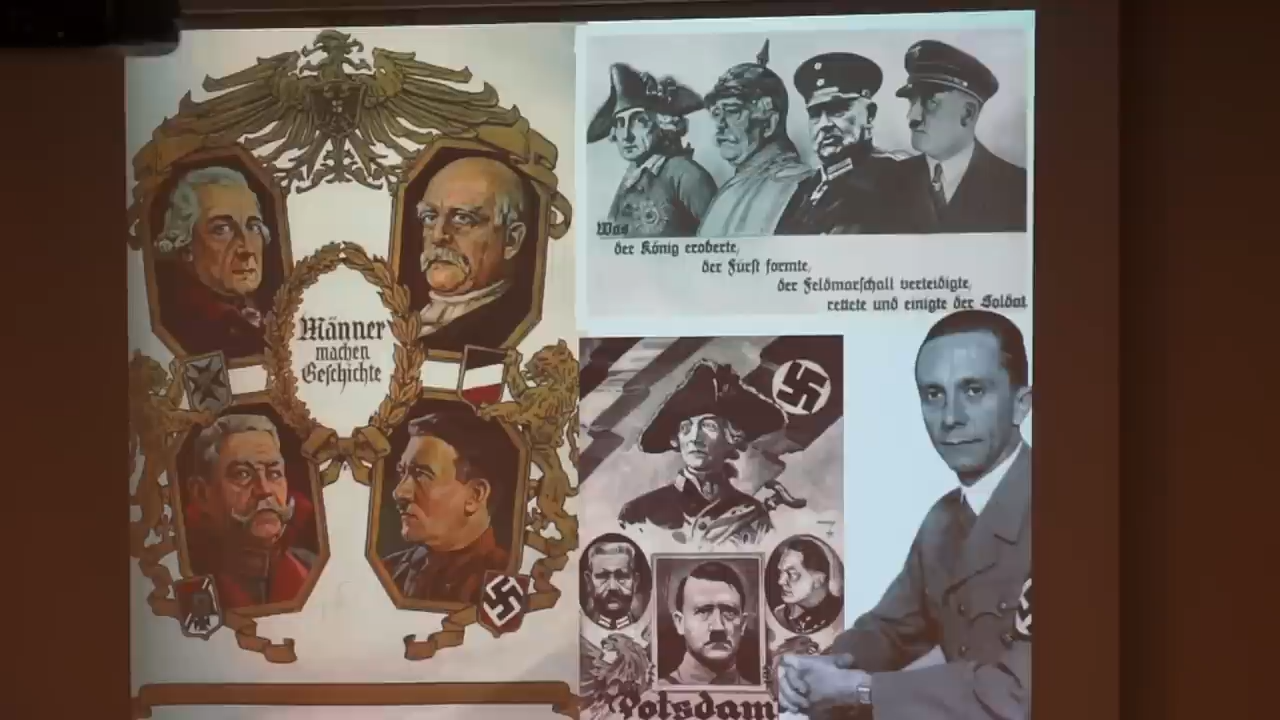 Männer
machen
Geschichte
Was
der König eroberte,
der Fürst formte,
der Feldmarschall verteidigte,
rettete und einigte der Soldat.
Potsdam